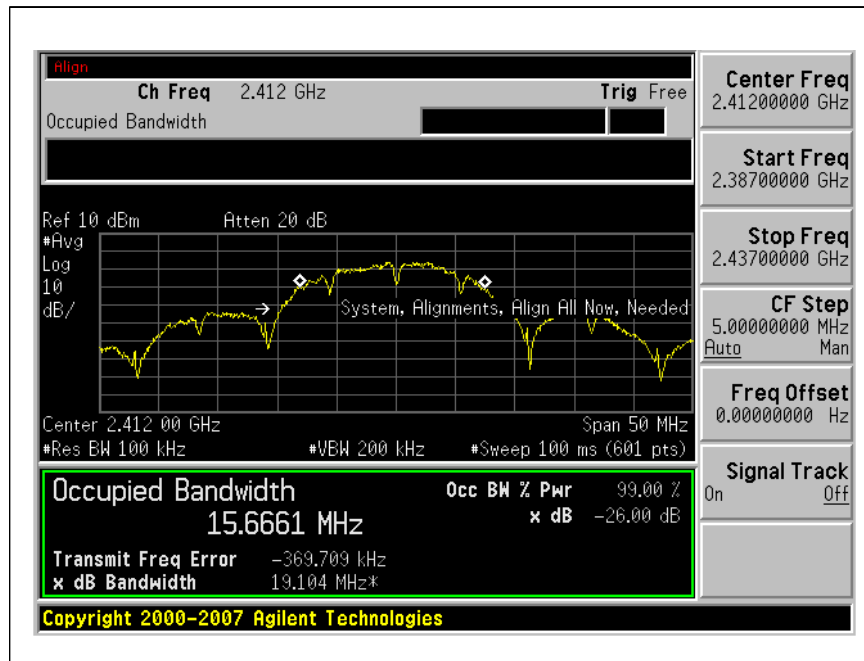 Align
Ch Freq 2.412 GHz Trig Free
Occupied Bandwidth
Ref 10 dBm Atten 20 dB
#Avg
Log
10
dB/
System, Alignments, Align All Now, Needed
Center 2.412 00 GHz Span 50 MHz
#Res BW 100 kHz #VBW 200 kHz #Sweep 100 ms (601 pts)
Occupied Bandwidth
15.6661 MHz
Occ BW % Pwr 99.00 %
x dB -26.00 dB
Transmit Freq Error -369.709 kHz
x dB Bandwidth 19.104 MHz*
Copyright 2000-2007 Agilent Technologies
Center Freq
2.41200000 GHz
Start Freq
2.38700000 GHz
Stop Freq
2.43700000 GHz
CF Step
5.00000000 MHz
Auto Man
Freq Offset
0.00000000 Hz
Signal Track
On Off